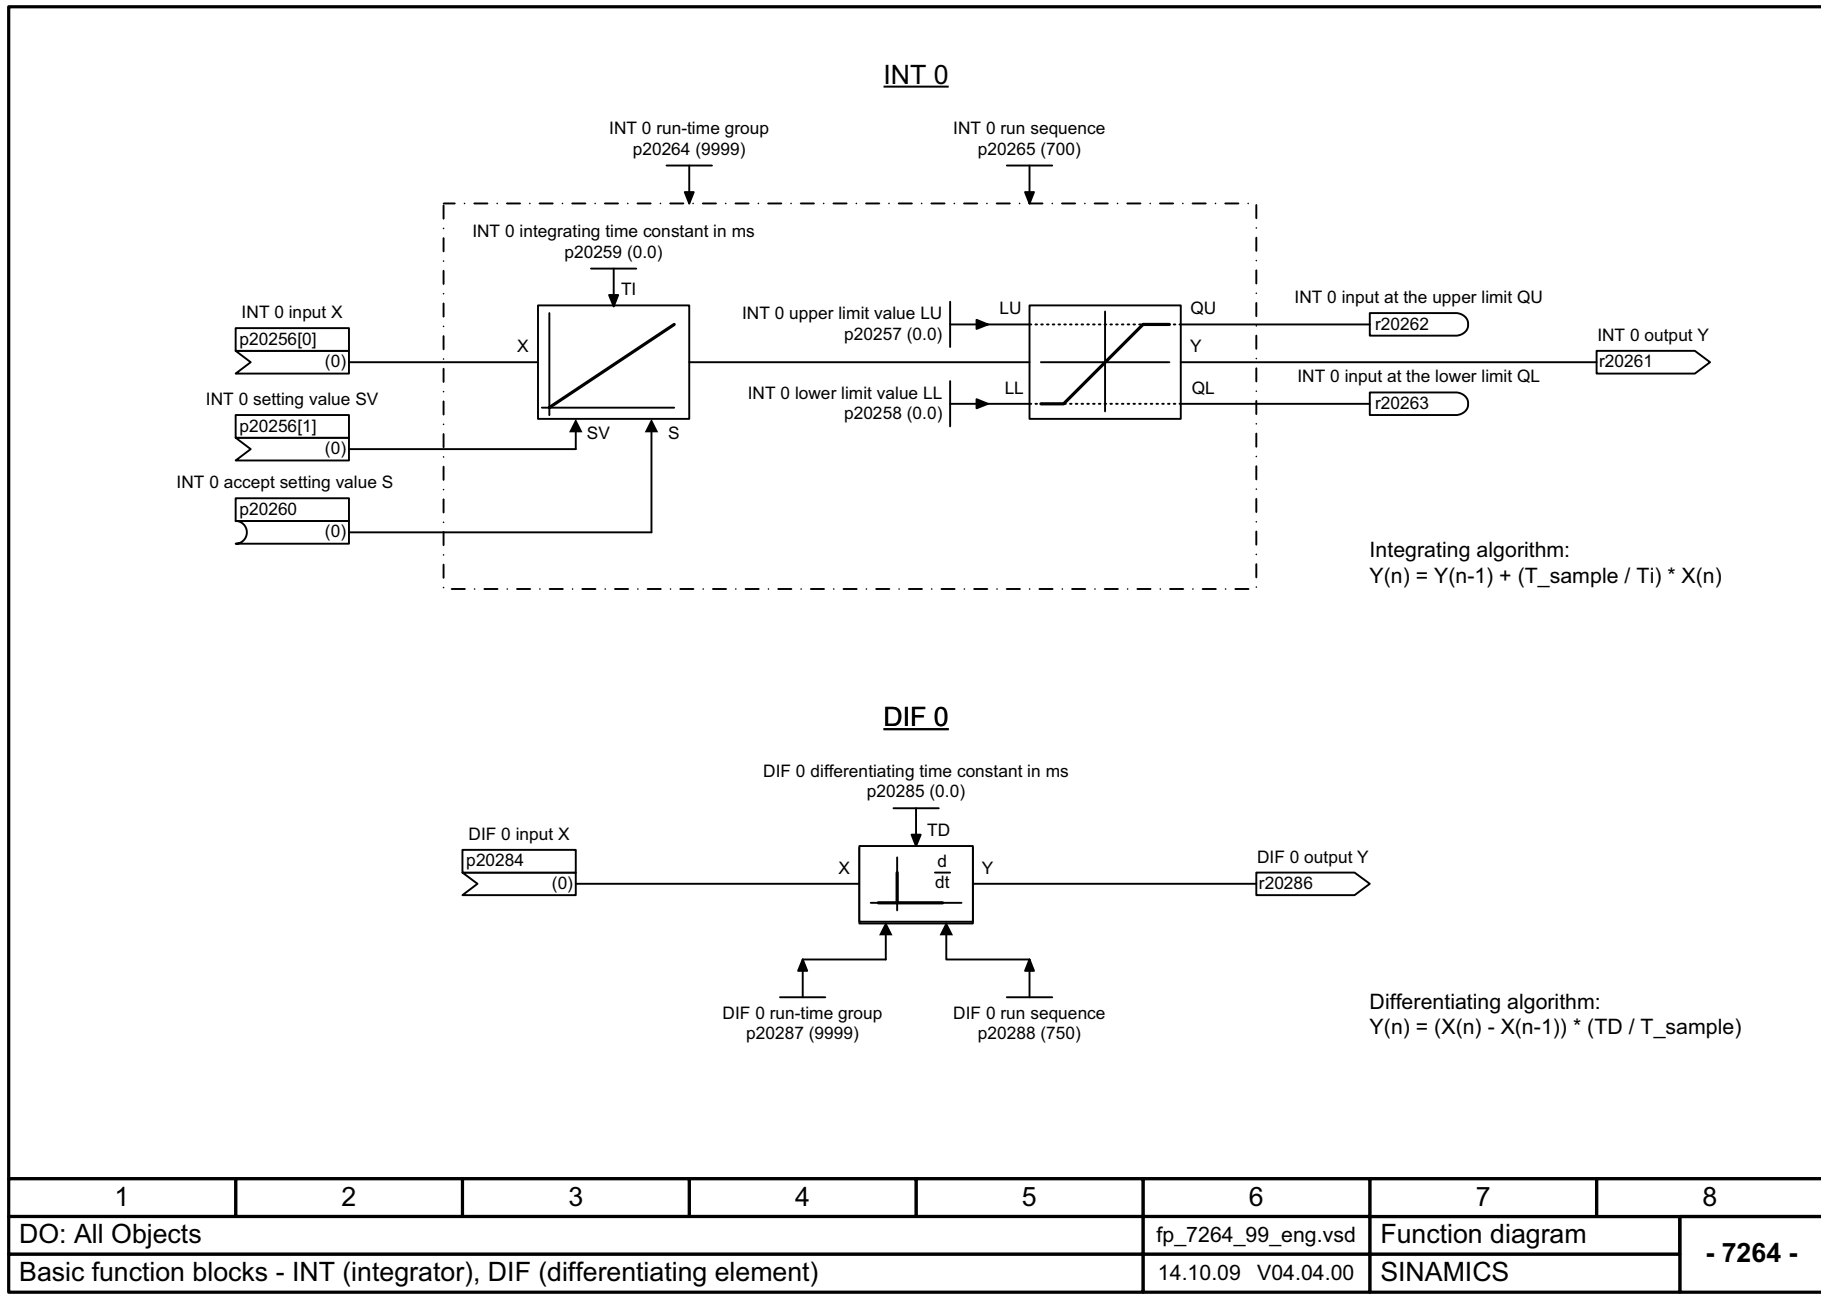 INT 0
INT 0 run-time group
p20264 (9999)
INT 0 run sequence
p20265 (700)
INT 0 integrating time constant in ms
p20259 (0.0)
TI
INT 0 input X
p20256[0]
(0)
X
INT 0 setting value SV
p20256[1]
(0)
SV
S
INT 0 accept setting value S
p20260
(0)
INT 0 upper limit value LU
p20257 (0.0)
LU
INT 0 lower limit value LL
p20258 (0.0)
LL
QU
Y
QL
INT 0 input at the upper limit QU
r20262
INT 0 output Y
r20261
INT 0 input at the lower limit QL
r20263
Integrating algorithm:
Y(n) = Y(n-1) + (T_sample / Ti) * X(n)
DIF 0
DIF 0 differentiating time constant in ms
p20285 (0.0)
TD
DIF 0 input X
p20284
(0)
X
d
dt
Y
DIF 0 output Y
r20286
DIF 0 run-time group
p20287 (9999)
DIF 0 run sequence
p20288 (750)
Differentiating algorithm:
Y(n) = (X(n) - X(n-1)) * (TD / T_sample)
1 2 3 4 5 6 7 8
DO: All Objects
fp_7264_99_eng.vsd
Function diagram
- 7264 -
Basic function blocks - INT (integrator), DIF (differentiating element)
14.10.09 V04.04.00
SINAMICS